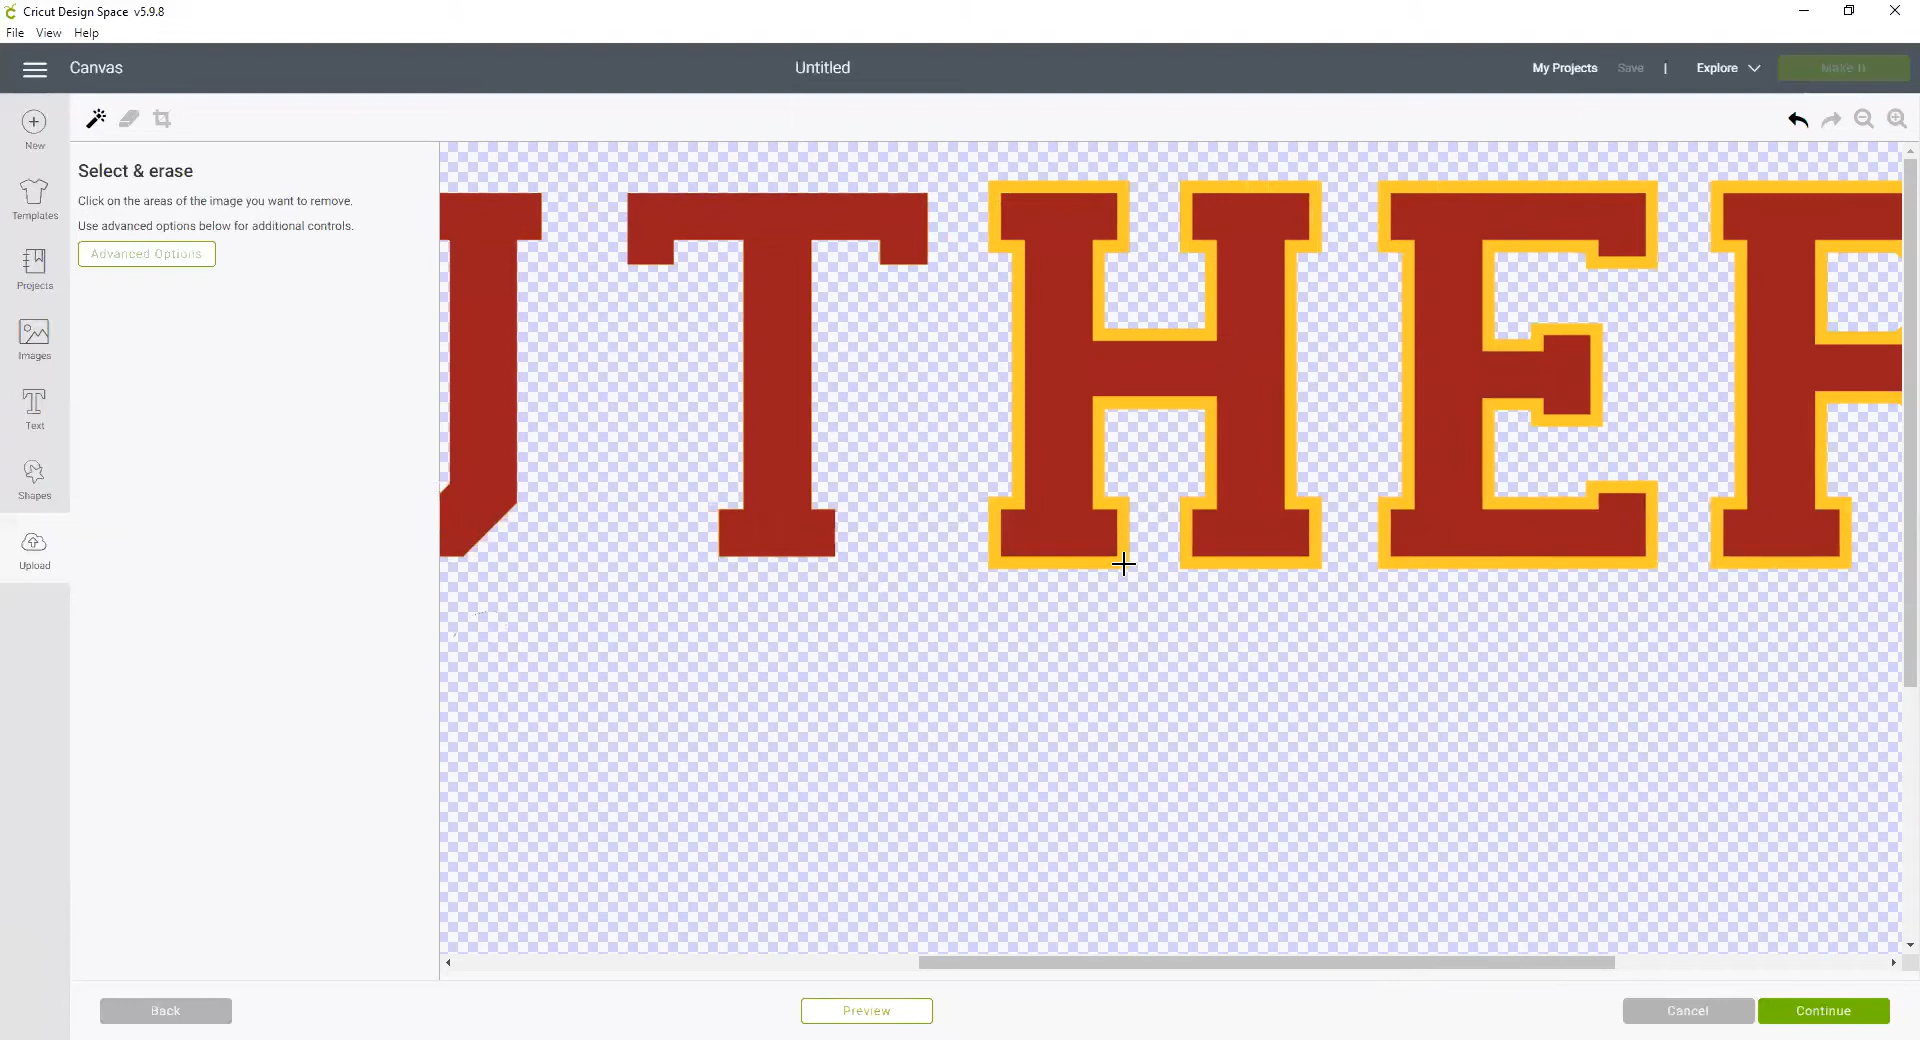 Cricut Design Space v5.9.8
File View Help
Canvas
Untitled
My Projects Save | Explore Make It
New
Templates
Projects
Images
Text
Shapes
Upload
Select & erase
Click on the areas of the image you want to remove.
Use advanced options below for additional controls.
Advanced Options
UTHER
Back
Preview
Cancel
Continue